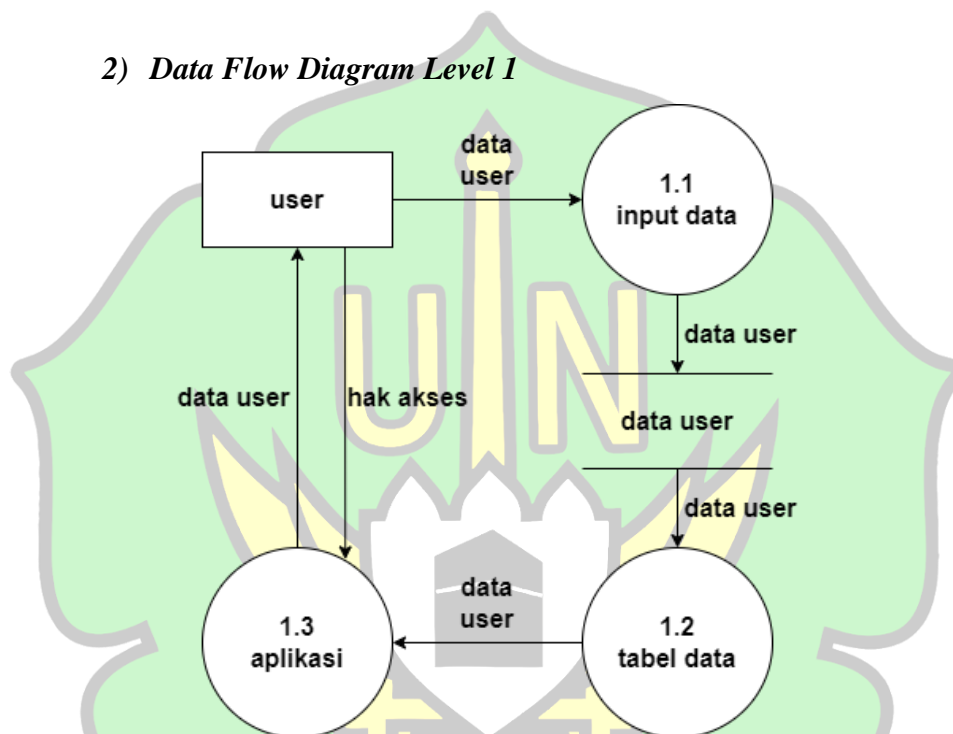 2) Data Flow Diagram Level 1
data
user
user
1.1
input data
data user
data user
hak akses
data user
UIN
data user
data
user
1.3
aplikasi
1.2
tabel data